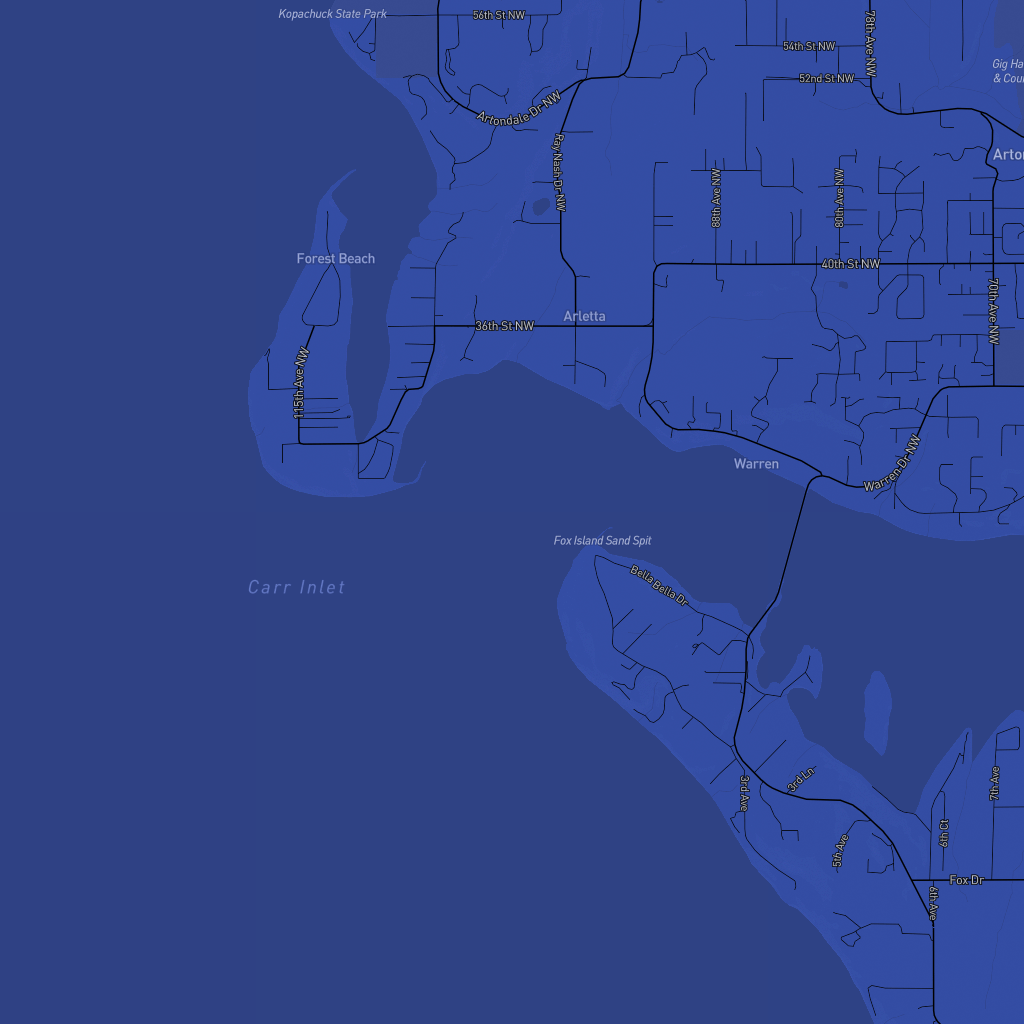 Kopachuck State Park
56th St NW
78th Ave NW
54th St NW
52nd St NW
Gig Ha
& Cou
Artondale Dr NW
Ray Nash Dr NW
Arton
88th Ave NW
80th Ave NW
Forest Beach
40th St NW
70th Ave NW
Arletta
36th St NW
115th Ave NW
Warren
Warren Dr NW
Fox Island Sand Spit
Carr Inlet
Bella Bella Dr
3rd Ave
3rd Ln
7th Ave
6th Ct
5th Ave
Fox Dr
6th Ave